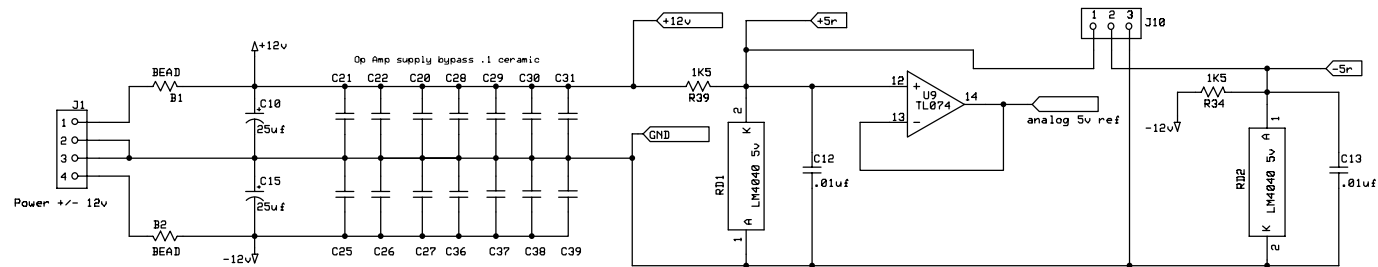 +12v
+5r
1 2 3
J10
+12v
Op Amp supply bypass .1 ceramic
BEAD
B1
C21 C22 C20 C28 C29 C30 C31
1K5
R39
12
+
U9
TL074
14
13
-
analog 5v ref
-5r
1K5
R34
-12v
J1
1
2
3
4
C10
+
25uf
GND
2
K
RD1
LM4040 5v
A
1
C12
.01uf
1
A
RD2
LM4040 5v
K
2
C13
.01uf
C15
+
25uf
Power +/- 12v
B2
BEAD
-12v
C25 C26 C27 C36 C37 C38 C39